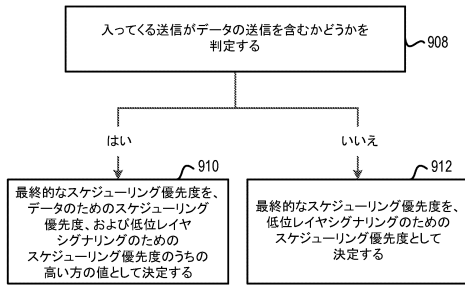 入ってくる送信がデータの送信を含むかどうかを
判定する
908
はい
いいえ
910
最終的なスケジューリング優先度を、
データのためのスケジューリング
優先度、および低位レイヤ
シグナリングのための
スケジューリング優先度のうちの
高い方の値として決定する
912
最終的なスケジューリング優先度を、
低位レイヤシグナリングのための
スケジューリング優先度として
決定する